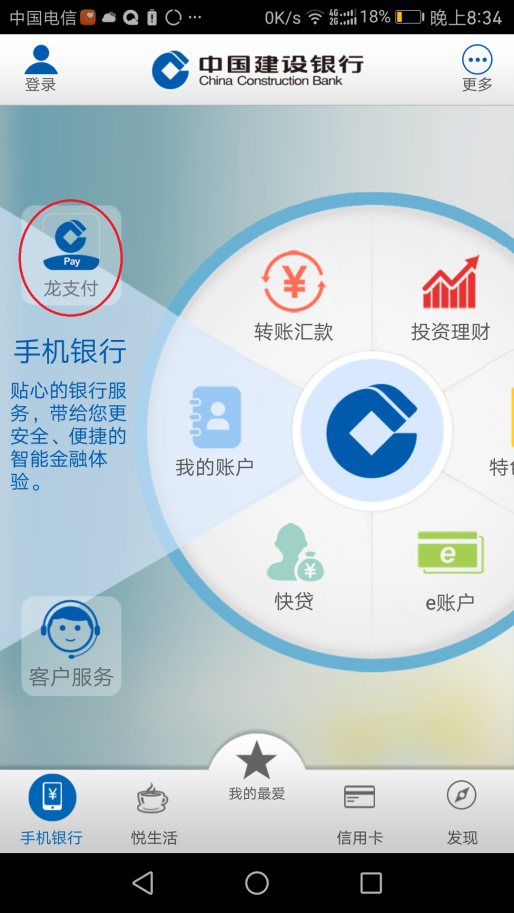 中国电信
0K/s
4G
2G
18%
晚上8:34
登录
中国建设银行
China Construction Bank
更多
Pay
龙支付
转账汇款
投资理财
手机银行
贴心的银行服
务，带给您更
安全、便捷的
智能金融体
验。
我的账户
特
快贷
e
e账户
客户服务
我的最爱
手机银行
悦生活
信用卡
发现